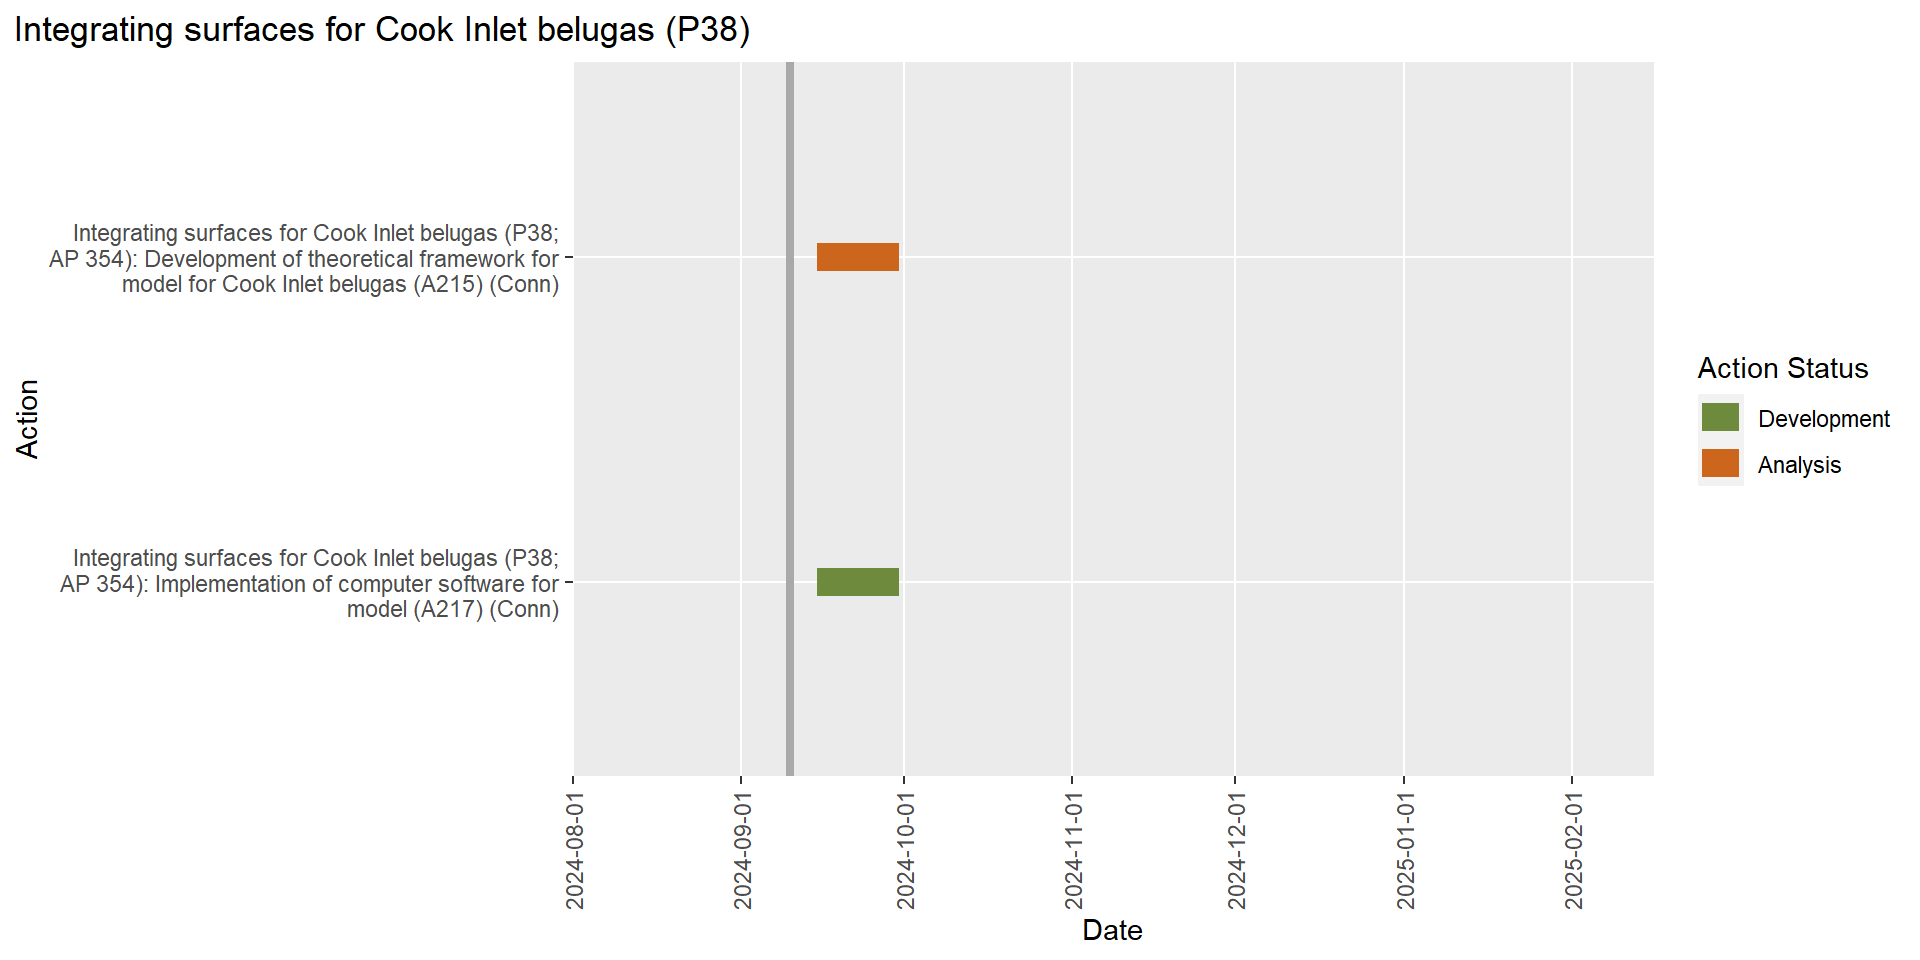 Integrating surfaces for Cook Inlet belugas (P38)
Integrating surfaces for Cook Inlet belugas (P38;
AP 354): Development of theoretical framework for
model for Cook Inlet belugas (A215) (Conn)
Action
Integrating surfaces for Cook Inlet belugas (P38;
AP 354): Implementation of computer software for
model (A217) (Conn)
Action Status
Development
Analysis
2024-08-01
2024-09-01
2024-10-01
2024-11-01
2024-12-01
2025-01-01
2025-02-01
Date